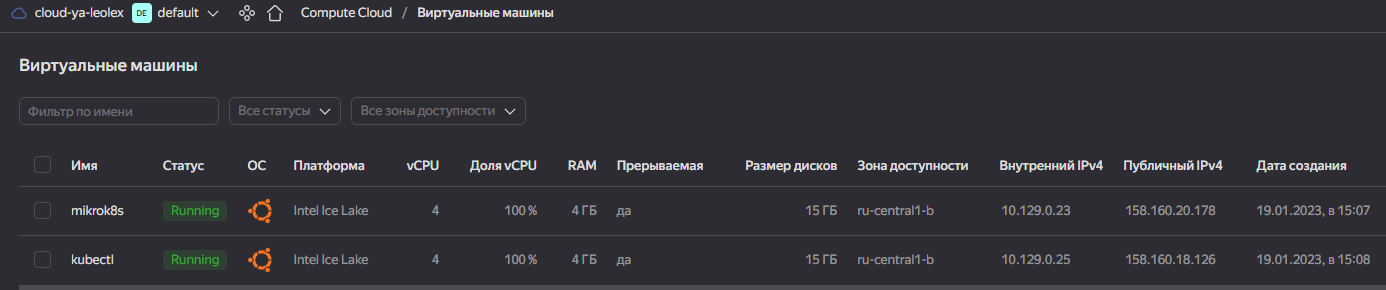 cloud-ya-leolex DE default Compute Cloud / Виртуальные машины
Виртуальные машины
Фильтр по имени Все статусы Все зоны доступности
Имя Статус ОС Платформа vCPU Доля vCPU RAM Прерываемая Размер дисков Зона доступности Внутренний IPv4 Публичный IPv4 Дата создания
mikrok8s Running Intel Ice Lake 4 100 % 4 ГБ да 15 ГБ ru-central1-b 10.129.0.23 158.160.20.178 19.01.2023, в 15:07
kubectl Running Intel Ice Lake 4 100 % 4 ГБ да 15 ГБ ru-central1-b 10.129.0.25 158.160.18.126 19.01.2023, в 15:08